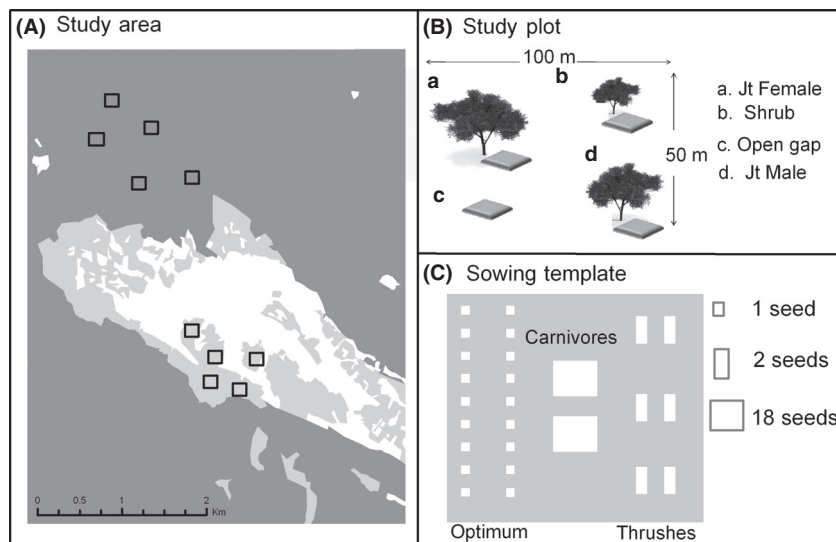 (A) Study area
0 0.5 1 2
Km
(B) Study plot
100 m
a
b
c
d
50 m
a. Jt Female
b. Shrub
c. Open gap
d. Jt Male
(C) Sowing template
Carnivores
Optimum
Thrushes
1 seed
2 seeds
18 seeds